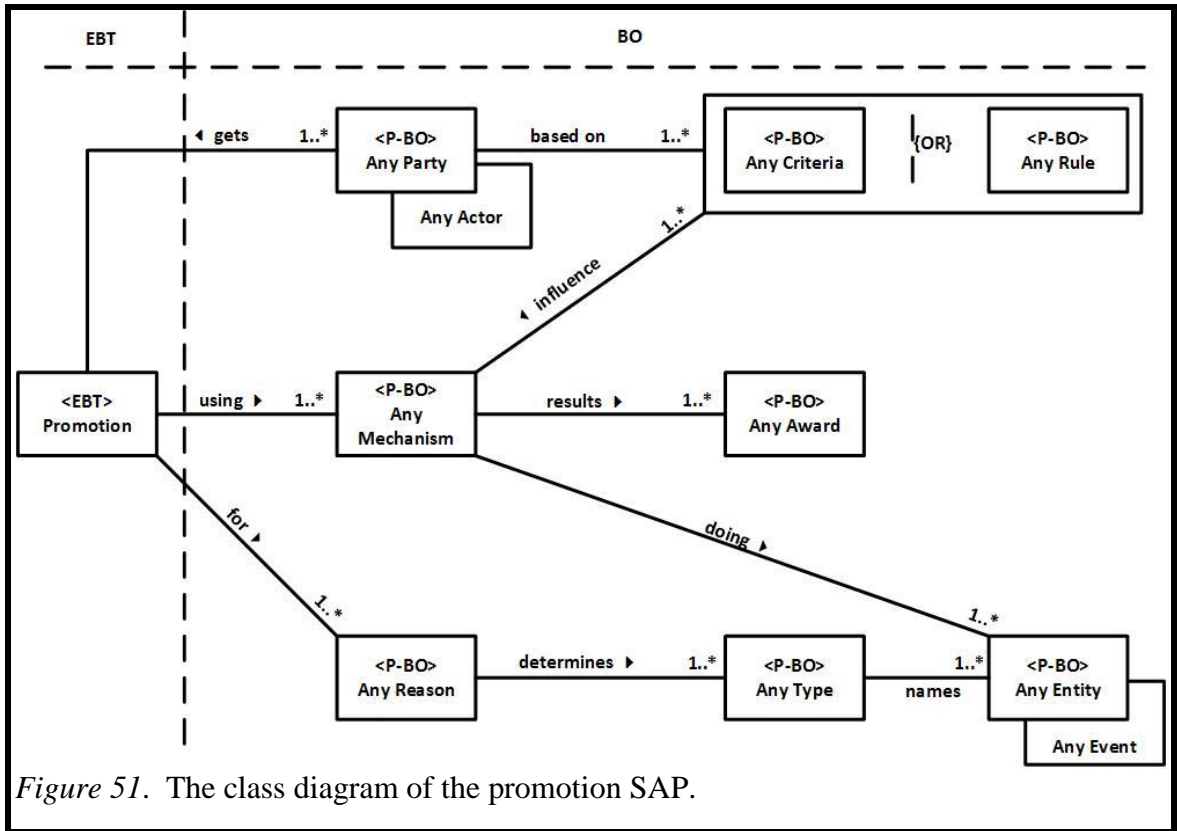 EBT
BO
◄ gets
1..*
<P-BO>
Any Party
Any Actor
based on
1..*
<P-BO>
Any Criteria
{OR}
<P-BO>
Any Rule
1..*
◄ influence
<EBT>
Promotion
using ►
1..*
<P-BO>
Any
Mechanism
results ►
1..*
<P-BO>
Any Award
for ►
1..*
doing ►
1..*
<P-BO>
Any Reason
determines ►
1..*
<P-BO>
Any Type
1..*
names
<P-BO>
Any Entity
Any Event
Figure 51. The class diagram of the promotion SAP.